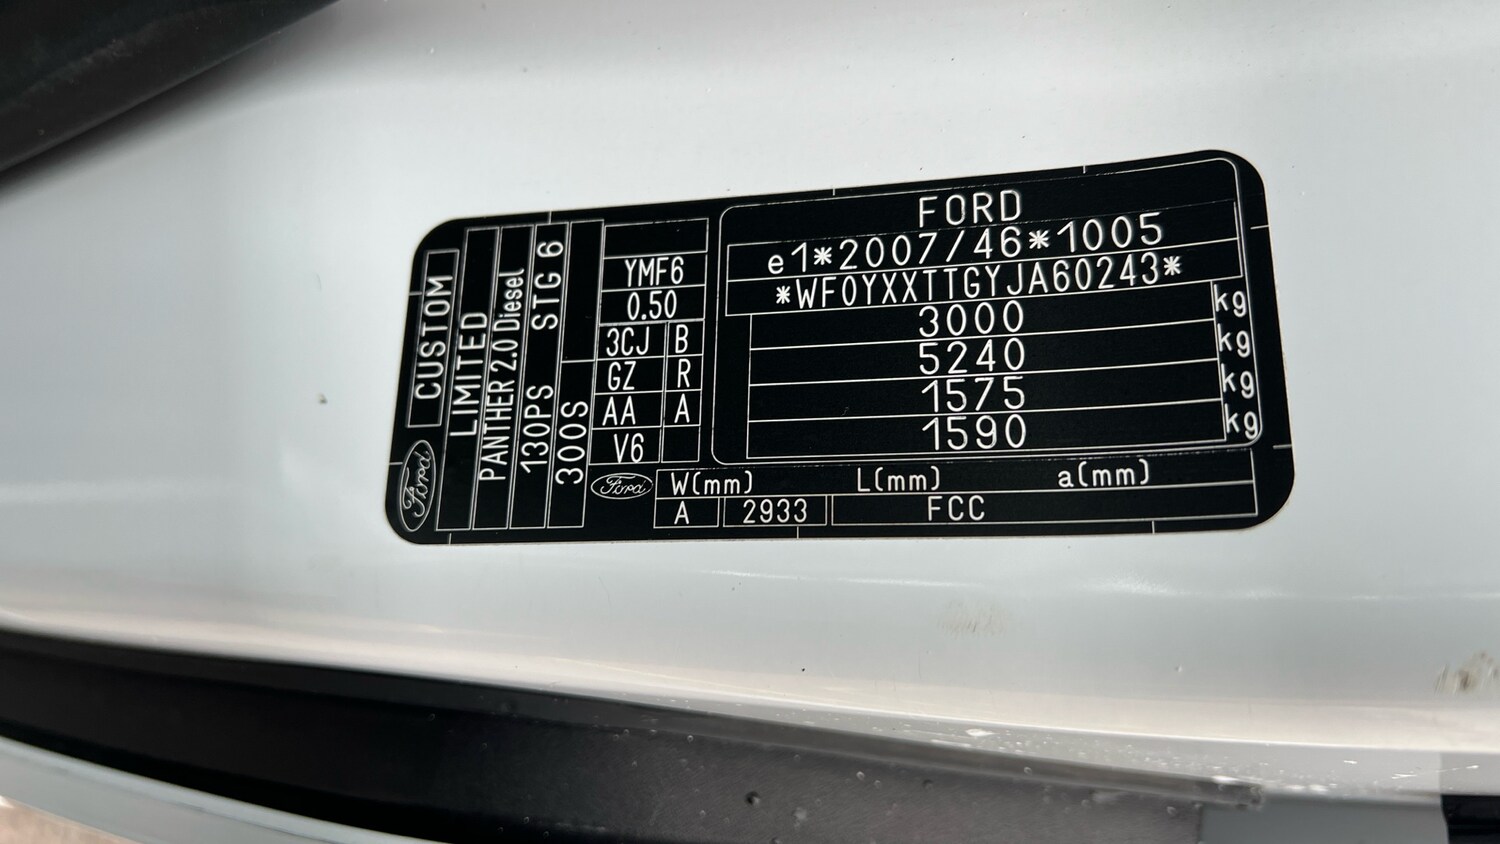 FORD
e1*2007/46*1005
*WF0YXXTTGYJA60243*
3000 kg
5240 kg
1575 kg
1590 kg
Ford
CUSTOM
LIMITED
PANTHER 2.0 Diesel
130PS STG 6
300S
YMF6
0.50
3CJ B
GZ R
AA A
V6
Ford
W(mm) L(mm) a(mm)
A 2933 FCC